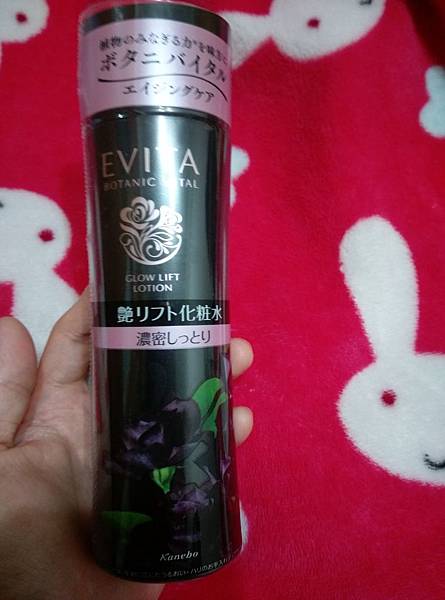 植物のみなぎる力*を味方に
ボタニバイタル
エイジングケア
EVITA
BOTANIC VITAL
GLOW LIFT
LOTION
艶リフト化粧水
濃密しっとり
Kanebo